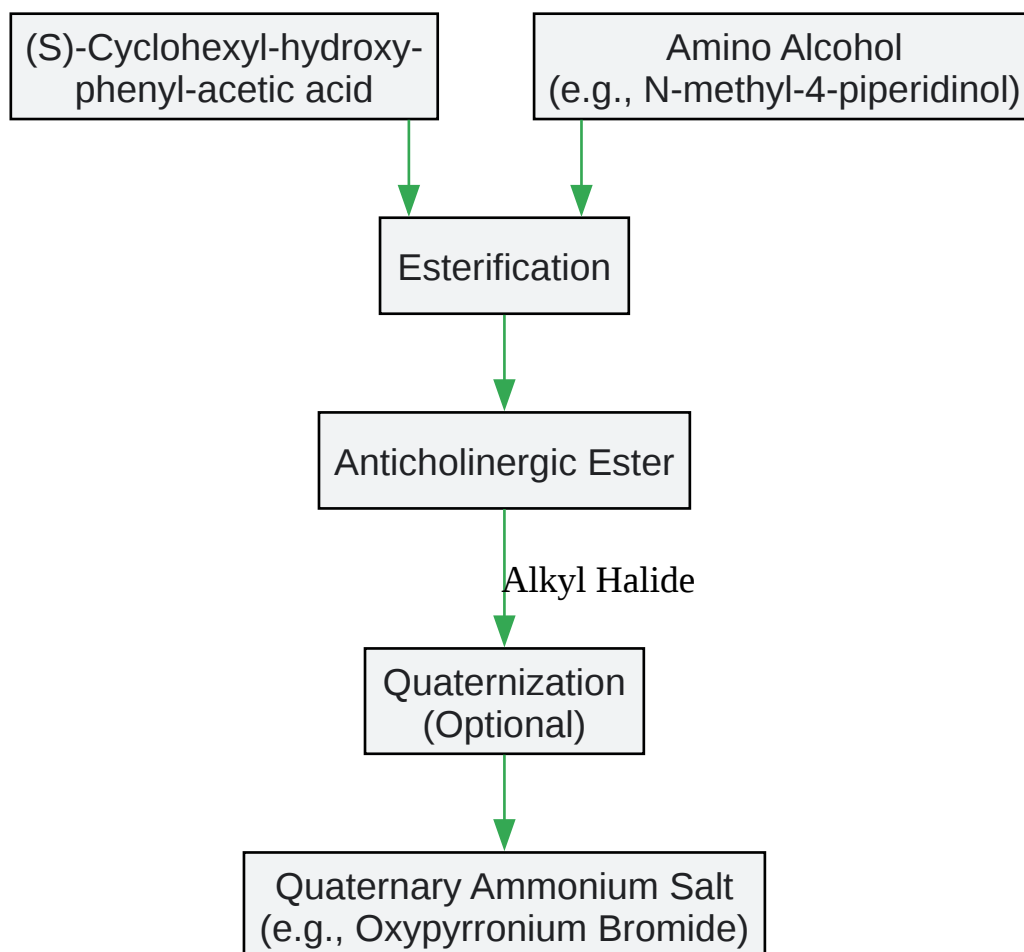 (S)-Cyclohexyl-hydroxy-
phenyl-acetic acid
Amino Alcohol
(e.g., N-methyl-4-piperidinol)
Esterification
Anticholinergic Ester
Alkyl Halide
Quaternization
(Optional)
Quaternary Ammonium Salt
(e.g., Oxypyrronium Bromide)